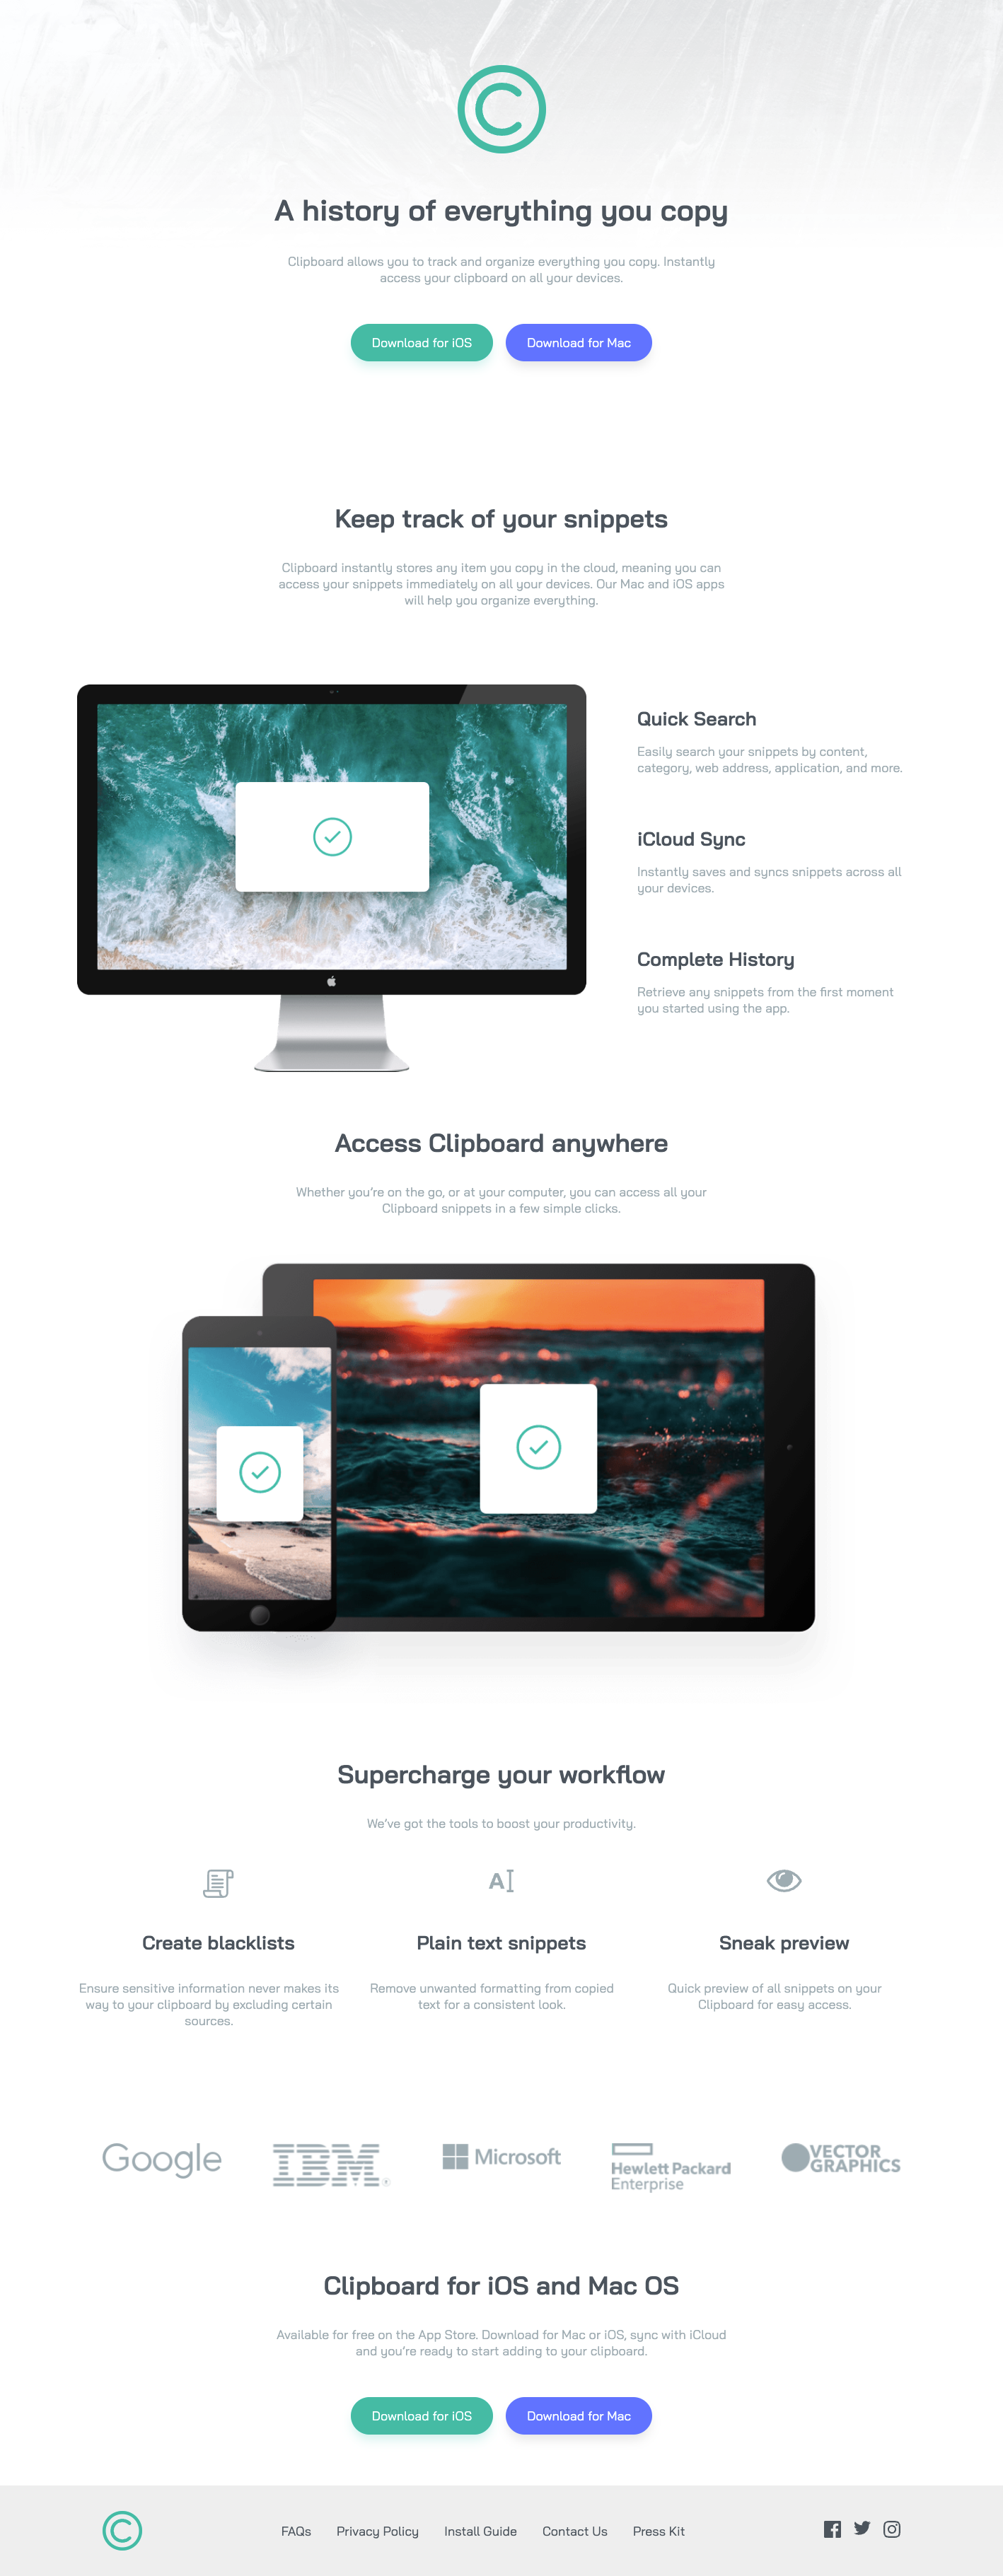 A history of everything you copy
Clipboard allows you to track and organize everything you copy. Instantly
access your clipboard on all your devices.
Download for iOS
Download for Mac
Keep track of your snippets
Clipboard instantly stores any item you copy in the cloud, meaning you can
access your snippets immediately on all your devices. Our Mac and iOS apps
will help you organize everything.
Quick Search
Easily search your snippets by content,
category, web address, application, and more.
iCloud Sync
Instantly saves and syncs snippets across all
your devices.
Complete History
Retrieve any snippets from the first moment
you started using the app.
Access Clipboard anywhere
Whether you’re on the go, or at your computer, you can access all your
Clipboard snippets in a few simple clicks.
Supercharge your workflow
We’ve got the tools to boost your productivity.
Create blacklists
Ensure sensitive information never makes its
way to your clipboard by excluding certain
sources.
Plain text snippets
Remove unwanted formatting from copied
text for a consistent look.
Sneak preview
Quick preview of all snippets on your
Clipboard for easy access.
Google
IBM
Microsoft
Hewlett Packard
Enterprise
VECTOR
GRAPHICS
Clipboard for iOS and Mac OS
Available for free on the App Store. Download for Mac or iOS, sync with iCloud
and you’re ready to start adding to your clipboard.
Download for iOS
Download for Mac
FAQs
Privacy Policy
Install Guide
Contact Us
Press Kit